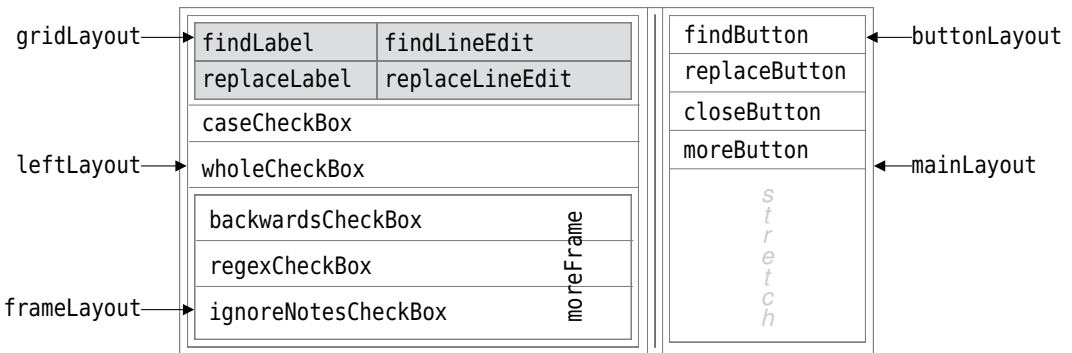 gridLayout
findLabel findLineEdit
replaceLabel replaceLineEdit
caseCheckBox
leftLayout
wholeCheckBox
backwardsCheckBox
regexCheckBox
frameLayout
ignoreNotesCheckBox
moreFrame
findButton
buttonLayout
replaceButton
closeButton
moreButton
mainLayout
stretch